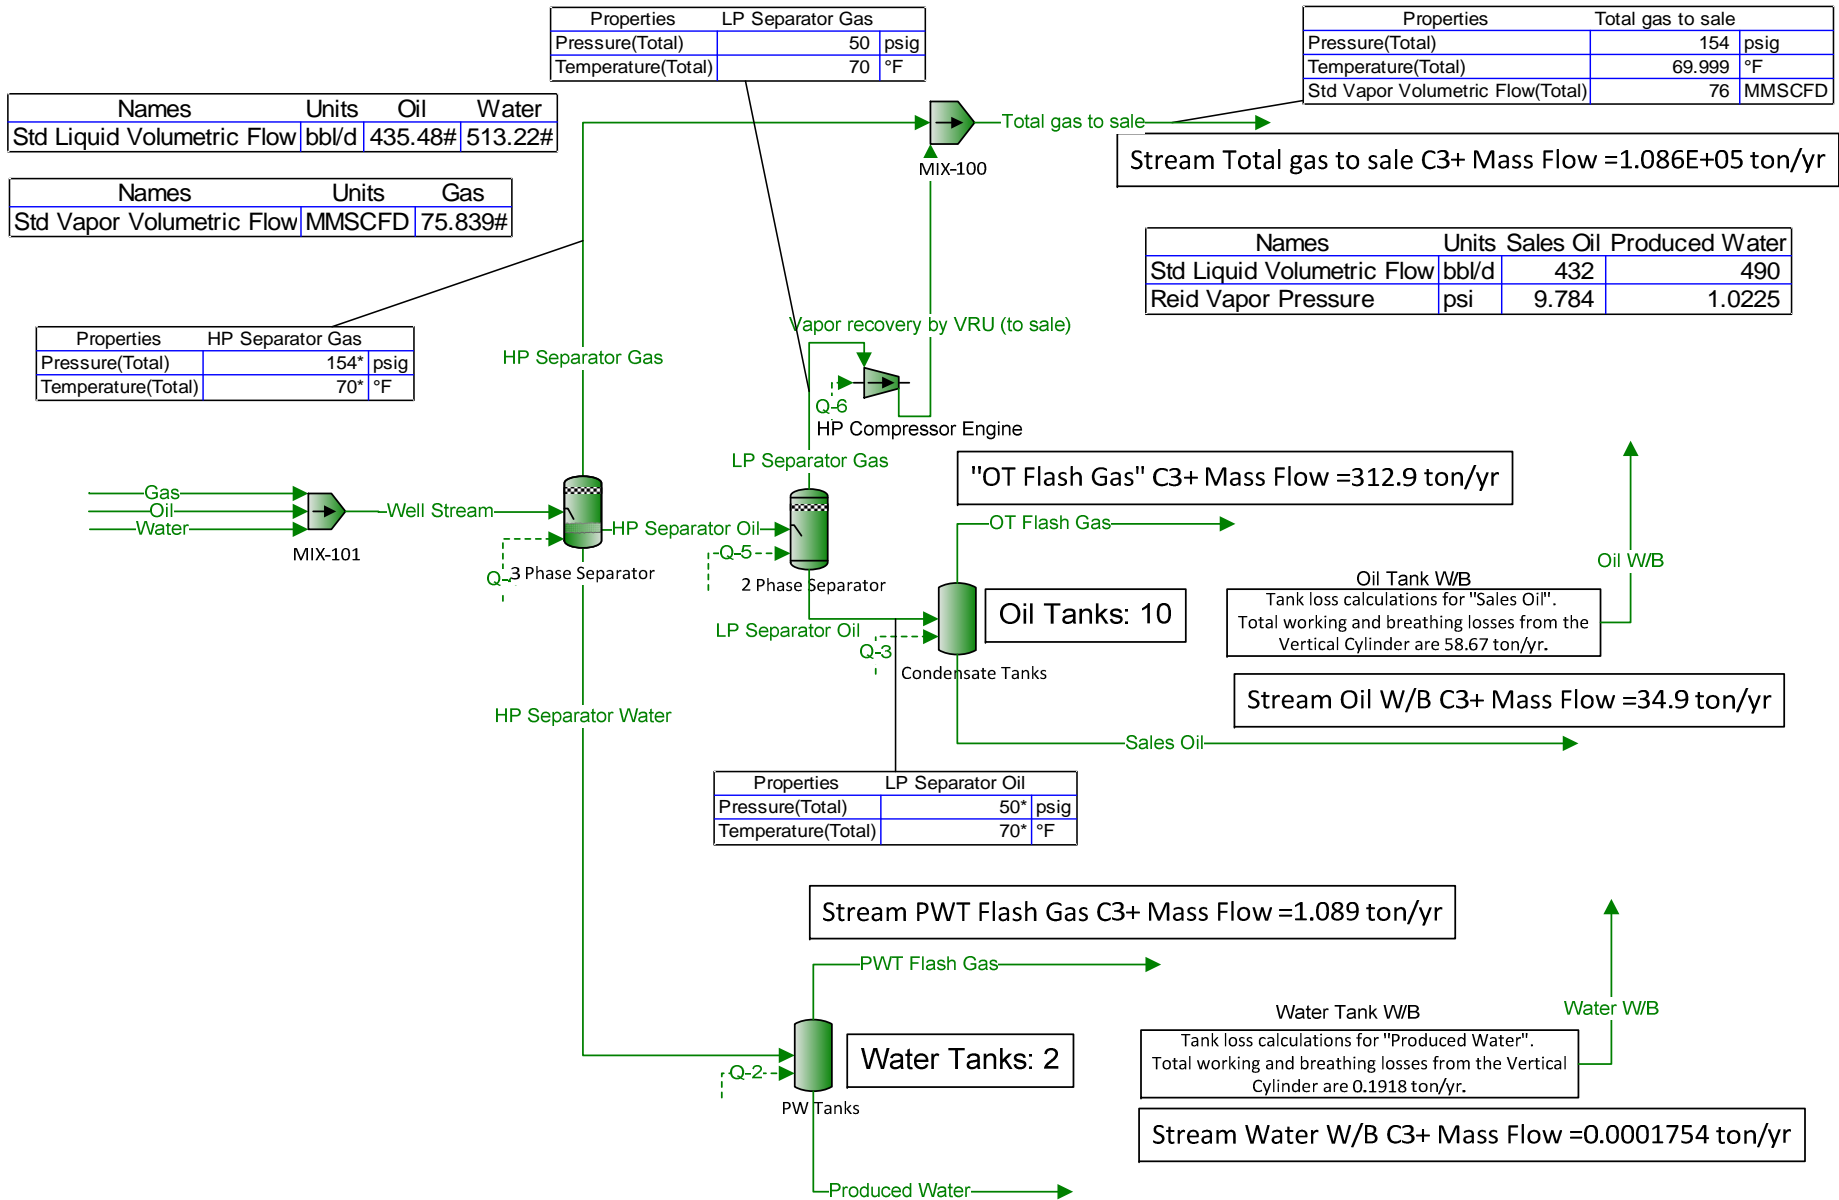 Properties LP Separator Gas
Pressure(Total) 50 psig
Temperature(Total) 70 °F
Properties Total gas to sale
Pressure(Total) 154 psig
Temperature(Total) 69.999 °F
Std Vapor Volumetric Flow(Total) 76 MMSCFD
Names Units Oil Water
Std Liquid Volumetric Flow bbl/d 435.48# 513.22#
Total gas to sale
MIX-100
Stream Total gas to sale C3+ Mass Flow =1.086E+05 ton/yr
Names Units Gas
Std Vapor Volumetric Flow MMSCFD 75.839#
Names Units Sales Oil Produced Water
Std Liquid Volumetric Flow bbl/d 432 490
Reid Vapor Pressure psi 9.784 1.0225
Properties HP Separator Gas
Pressure(Total) 154* psig
Temperature(Total) 70* °F
Vapor recovery by VRU (to sale)
HP Separator Gas
Q-6
HP Compressor Engine
LP Separator Gas
"OT Flash Gas" C3+ Mass Flow =312.9 ton/yr
Gas
Oil
Water
MIX-101
Well Stream
HP Separator Oil
Q-
3 Phase Separator
Q-5
2 Phase Separator
OT Flash Gas
Oil W/B
Oil Tanks: 10
Oil Tank W/B
Tank loss calculations for "Sales Oil".
Total working and breathing losses from the
Vertical Cylinder are 58.67 ton/yr.
LP Separator Oil
Q-3
Condensate Tanks
Stream Oil W/B C3+ Mass Flow =34.9 ton/yr
HP Separator Water
Sales Oil
Properties LP Separator Oil
Pressure(Total) 50* psig
Temperature(Total) 70* °F
Stream PWT Flash Gas C3+ Mass Flow =1.089 ton/yr
PWT Flash Gas
Water W/B
Water Tank W/B
Tank loss calculations for "Produced Water".
Total working and breathing losses from the Vertical
Cylinder are 0.1918 ton/yr.
Water Tanks: 2
Q-2
PW Tanks
Stream Water W/B C3+ Mass Flow =0.0001754 ton/yr
Produced Water